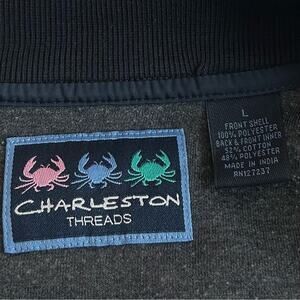 CHARLESTON
THREADS
L
FRONT SHELL
100% POLYESTER
BACK & FRONT INNER
52% COTTON
48% POLYESTER
MADE IN INDIA
RN127237